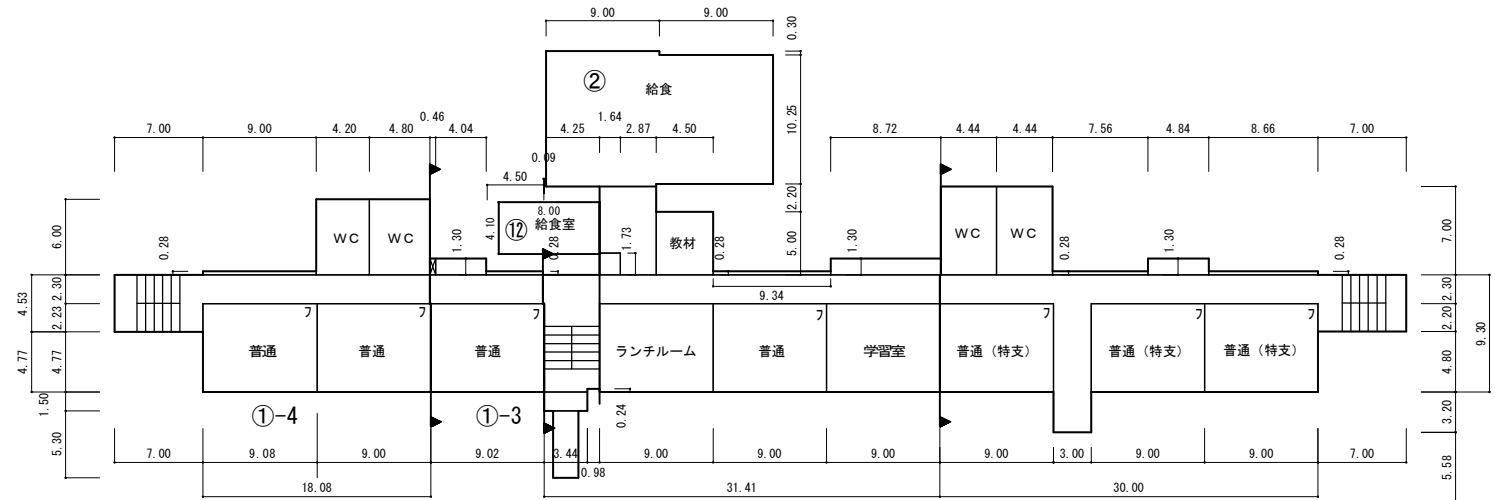 9.00 9.00 0.30
② 給食
0.46 1.64 10.25
7.00 9.00 4.20 4.80 4.04 4.25 2.87 4.50 8.72 4.44 4.44 7.56 4.84 8.66 7.00
0.09
4.50 2.20
6.00 0.28 WC WC 1.30 4.10 ⑫ 8.00 給食室 0.28 1.73 教材 0.28 5.00 1.30 WC WC 0.28 1.30 0.28 7.00
9.34
4.53 2.30 2.30
2.23 フ フ フ フ フ フ フ 2.20 9.30
4.77 4.77 普通 普通 普通 ランチルーム 普通 学習室 普通（特支） 普通（特支） 普通（特支） 4.80
1.50 ①-4 ①-3 0.24 3.20
5.30 7.00 9.08 9.00 9.02 3.44 9.00 9.00 9.00 9.00 3.00 9.00 9.00 7.00 5.58
0.98
18.08 31.41 30.00